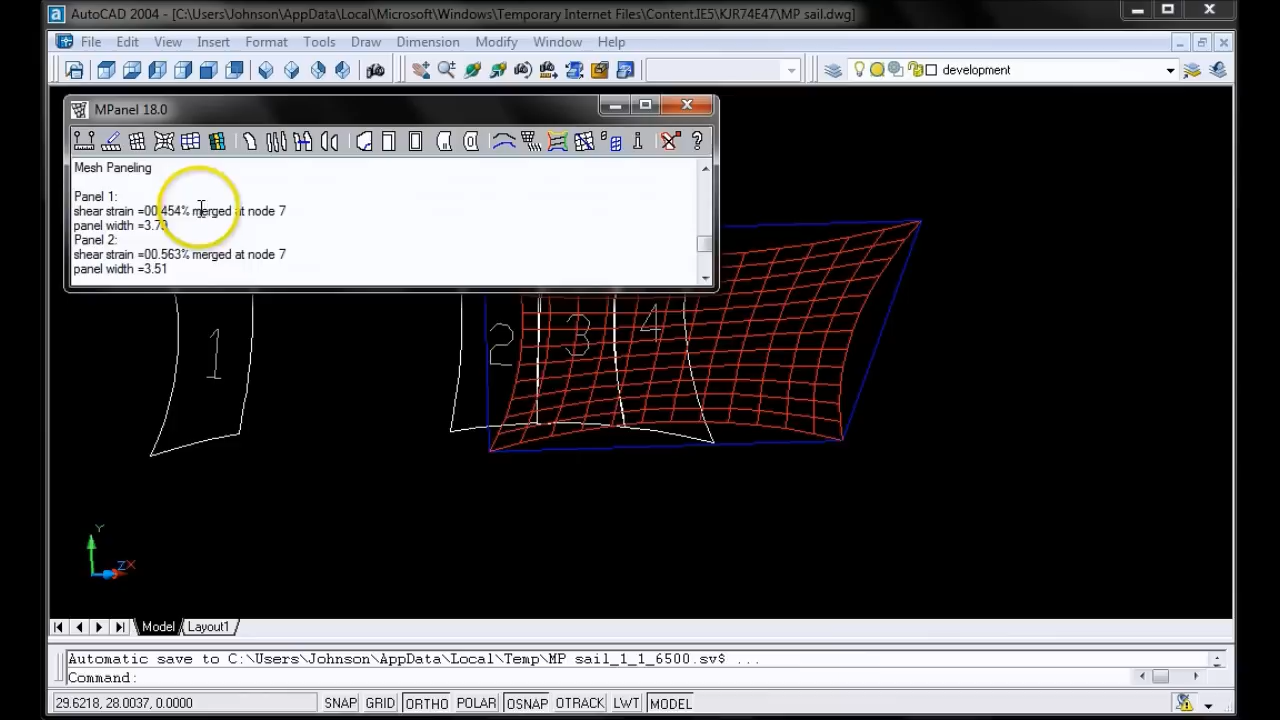 AutoCAD 2004 - [C:\Users\Johnson\AppData\Local\Microsoft\Windows\Temporary Internet Files\Content.IE5\KJR74E47\MP sail.dwg]
File Edit View Insert Format Tools Draw Dimension Modify Window Help
development
MPanel 18.0
Mesh Paneling
Panel 1:
shear strain =00.454% merged at node 7
panel width =3.79
Panel 2:
shear strain =00.563% merged at node 7
panel width =3.51
1
2
3
4
Y
Z X
Model Layout1
Automatic save to C:\Users\Johnson\AppData\Local\Temp\MP sail_1_1_6500.sv$ ...
Command:
29.6218, 28.0037, 0.0000 SNAP GRID ORTHO POLAR OSNAP OTRACK LWT MODEL